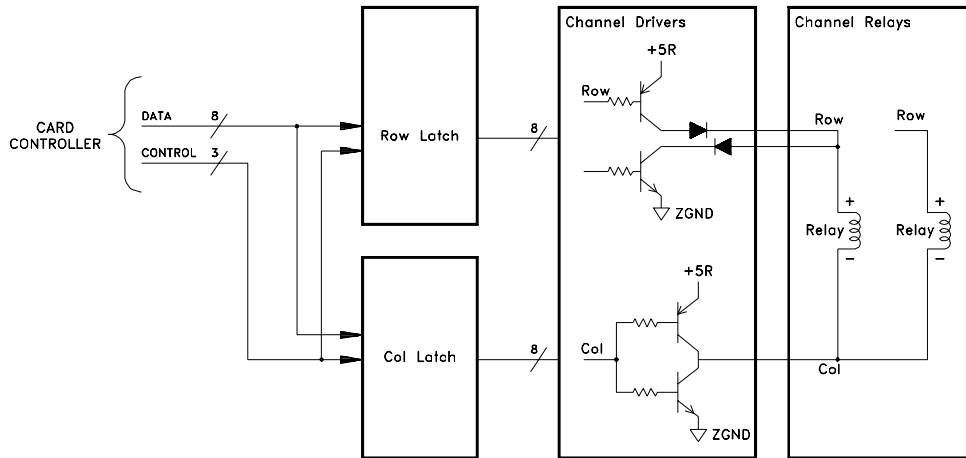 CARD
CONTROLLER
DATA
8
CONTROL
3
Row Latch
8
Col Latch
8
Channel Drivers
+5R
Row
ZGND
+5R
Col
ZGND
Channel Relays
Row
Row
+
Relay
−
+
Relay
−
Col